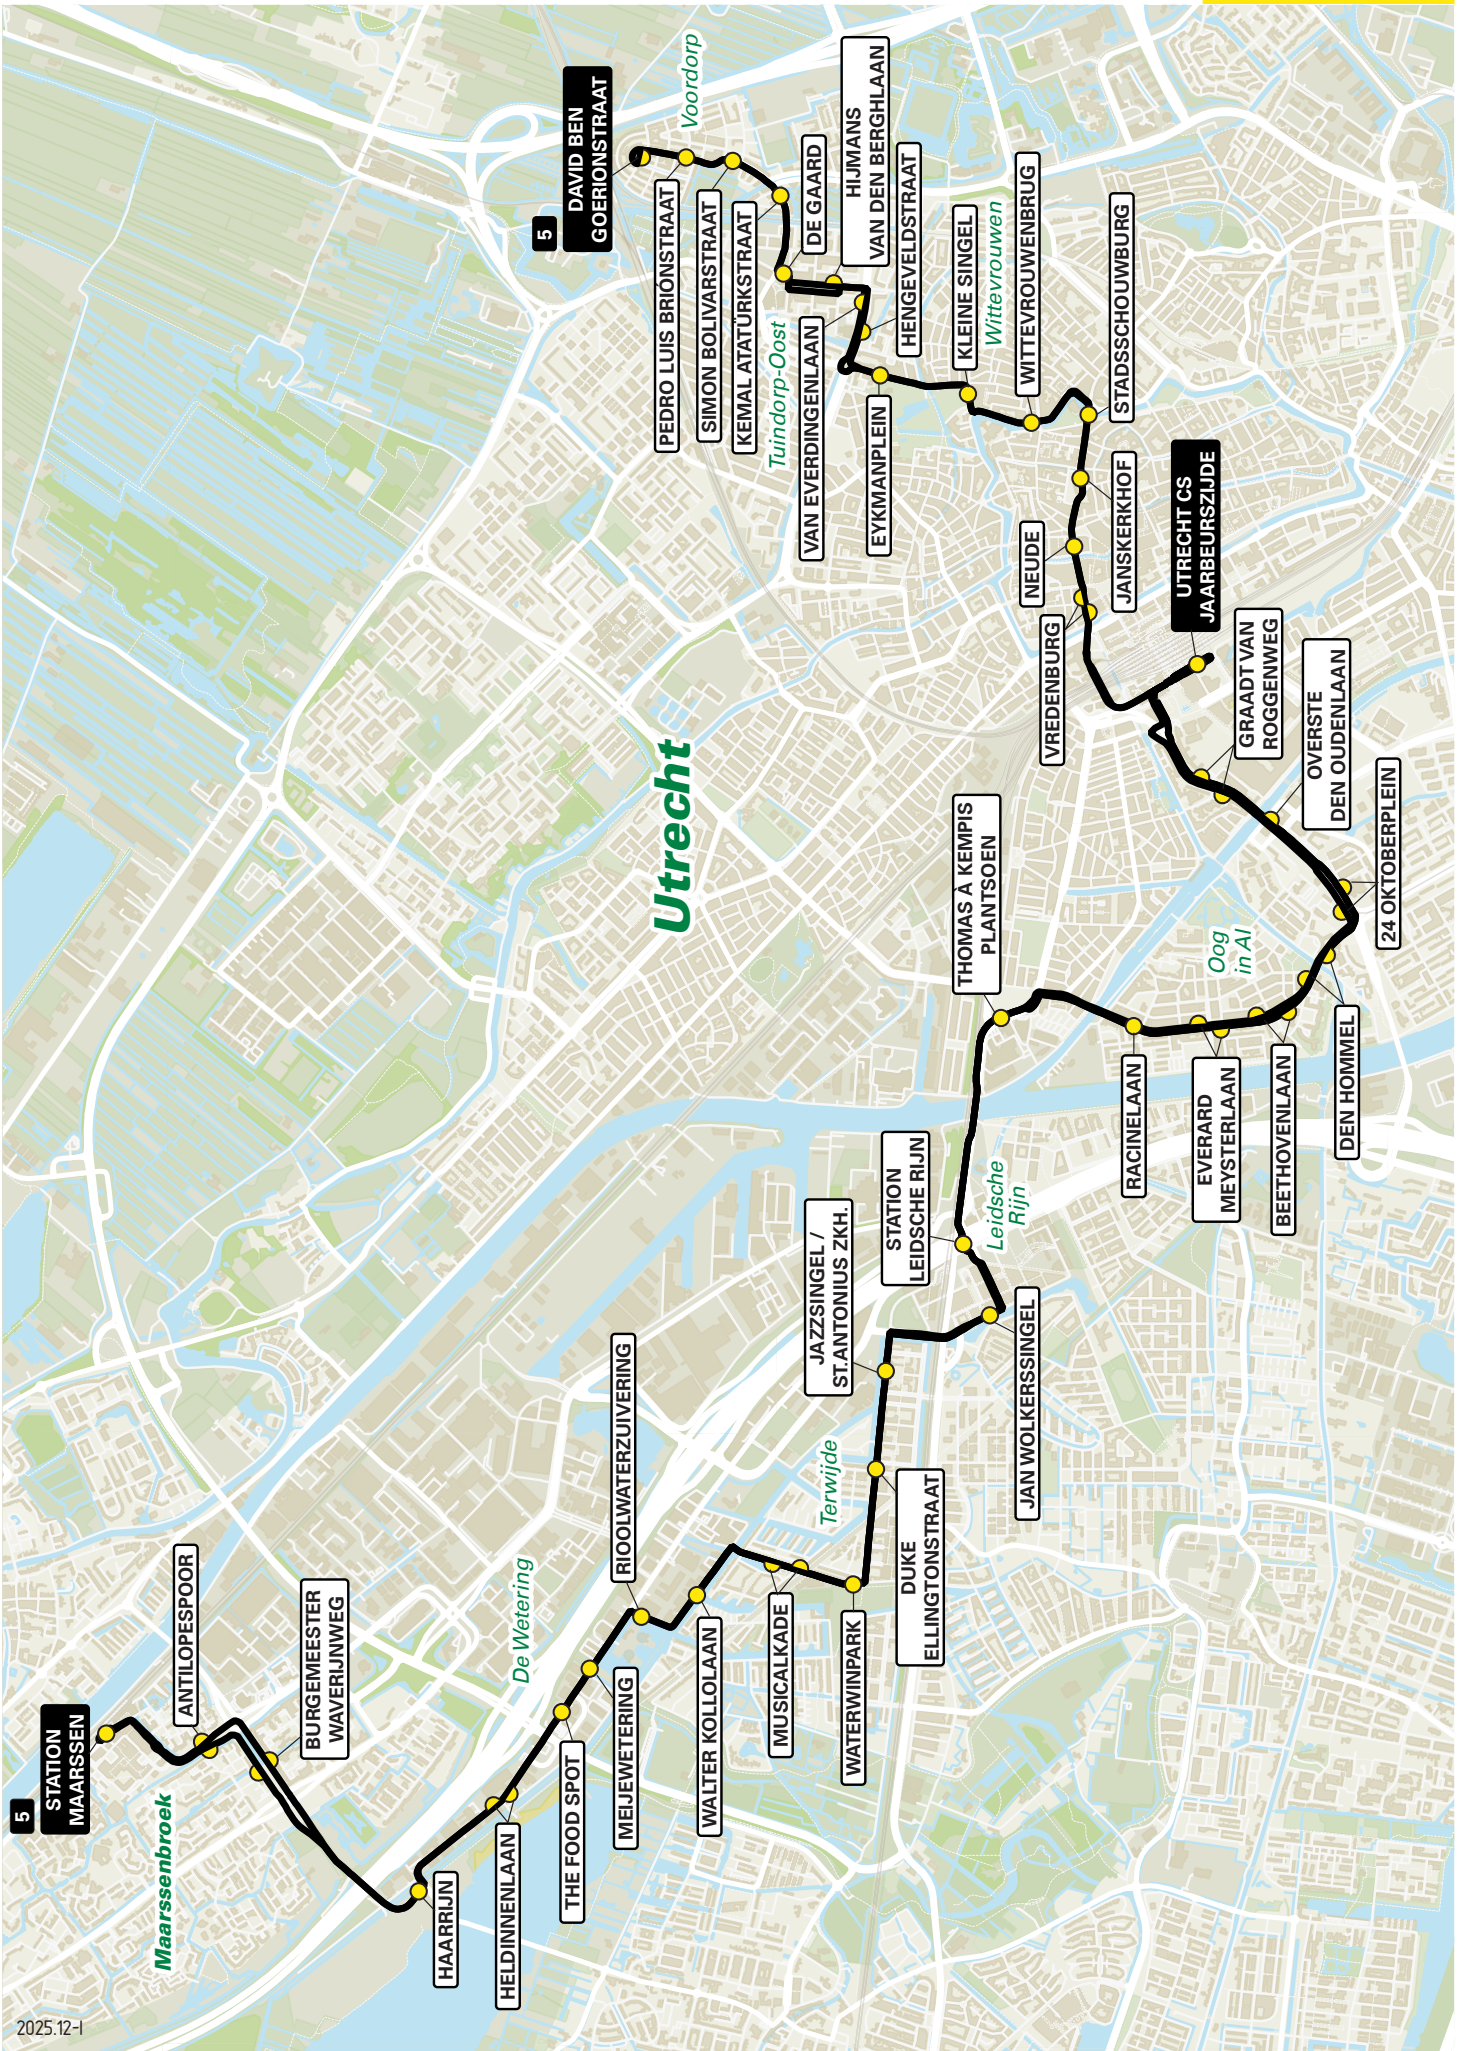 5
STATION
MAARSSEN
ANTILOPESPOOR
BURGEMEESTER
WAVERIJNWEG
Maarssenbroek
HAARRIJN
HELDINNENLAAN
De Wetering
THE FOOD SPOT
MEIJEWETERING
RIOOLWATERZUIVERING
WALTER KOLLOLAAN
MUSICALKADE
WATERWINPARK
Terwijde
DUKE
ELLINGTONSTRAAT
JAZZSINGEL /
ST.ANTONIUS ZKH.
JAN WOLKERSSINGEL
STATION
LEIDSCHE RIJN
Leidsche
Rijn
THOMAS À KEMPIS
PLANTSOEN
RACINELAAN
EVERARD
MEYSTERLAAN
BEETHOVENLAAN
DEN HOMMEL
Oog
in Al
24 OKTOBERPLEIN
OVERSTE
DEN OUDENLAAN
GRAADT VAN
ROGGENWEG
UTRECHT CS
JAARBEURSZIJDE
Utrecht
VREDENBURG
NEUDE
JANSKERKHOF
STADSSCHOUWBURG
WITTEVROUWENBRUG
Wittevrouwen
KLEINE SINGEL
EYKMANPLEIN
HENGEVELDSTRAAT
VAN EVERDINGENLAAN
HIJMANS
VAN DEN BERGHLAAN
Tuindorp-Oost
DE GAARD
KEMAL ATATURKSTRAAT
SIMON BOLIVARSTRAAT
PEDRO LUIS BRIÓNSTRAAT
Voordorp
5
DAVID BEN
GOERIONSTRAAT
2025.12-I